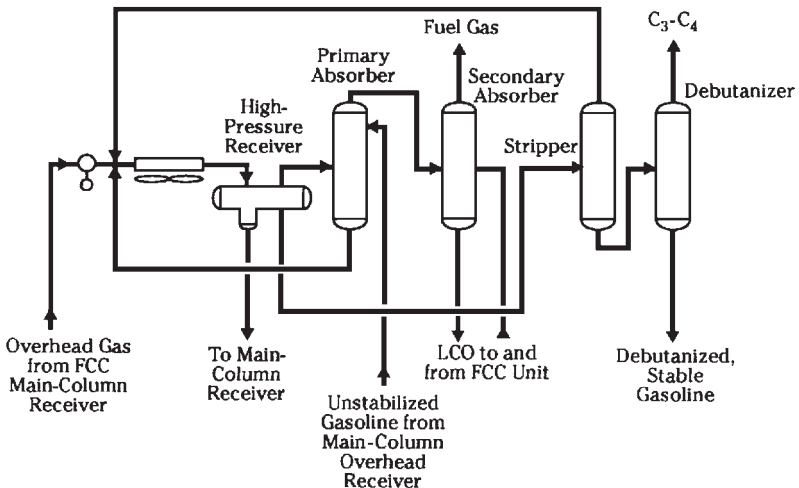 Fuel Gas
C₃-C₄
Primary
Absorber
Secondary
Absorber
Debutanizer
High-
Pressure
Receiver
Stripper
Overhead Gas
from FCC
Main-Column
Receiver
To Main-
Column
Receiver
Unstabilized
Gasoline from
Main-Column
Overhead
Receiver
LCO to and
from FCC Unit
Debutanized,
Stable
Gasoline